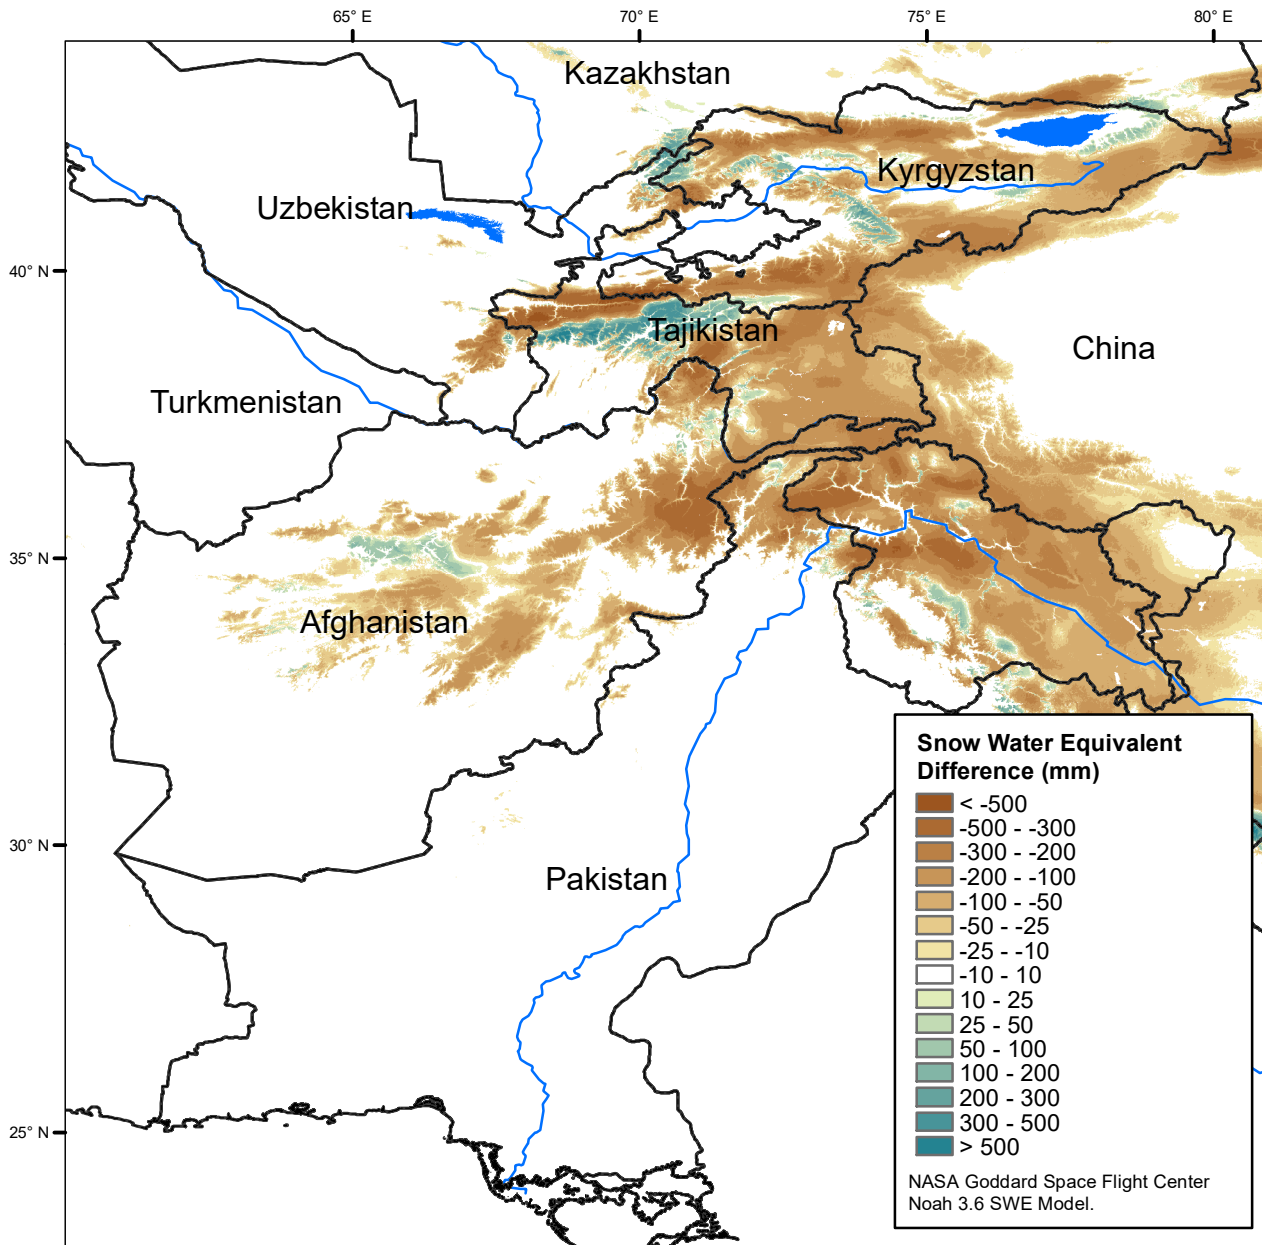 65° E
70° E
75° E
80° E
Kazakhstan
Kyrgyzstan
Uzbekistan
40° N
Tajikistan
China
Turkmenistan
35° N
Afghanistan
Snow Water Equivalent
Difference (mm)
< -500
-500 - -300
-300 - -200
-200 - -100
-100 - -50
-50 - -25
-25 - -10
-10 - 10
10 - 25
25 - 50
50 - 100
100 - 200
200 - 300
300 - 500
> 500
NASA Goddard Space Flight Center
Noah 3.6 SWE Model.
30° N
Pakistan
25° N